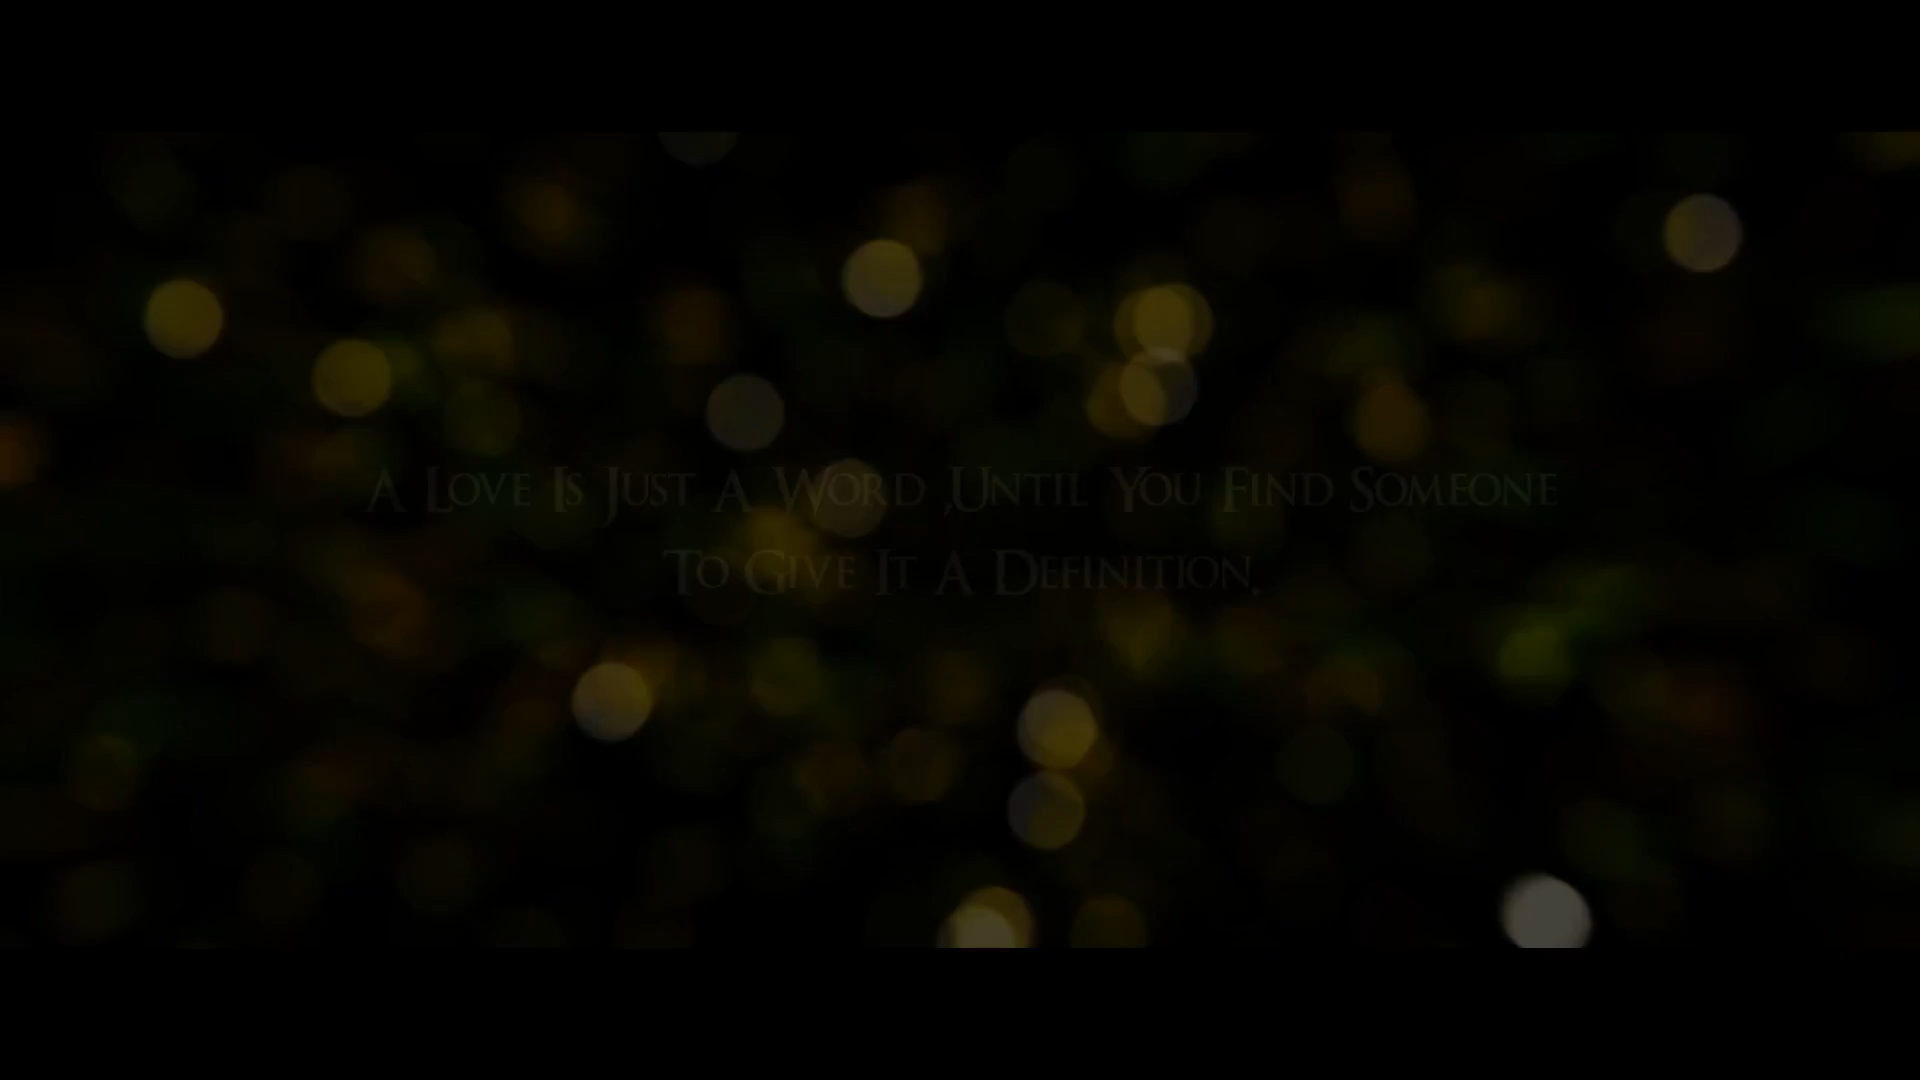 A Love Is Just A Word ,Until You Find Someone
To Give It A Definition.